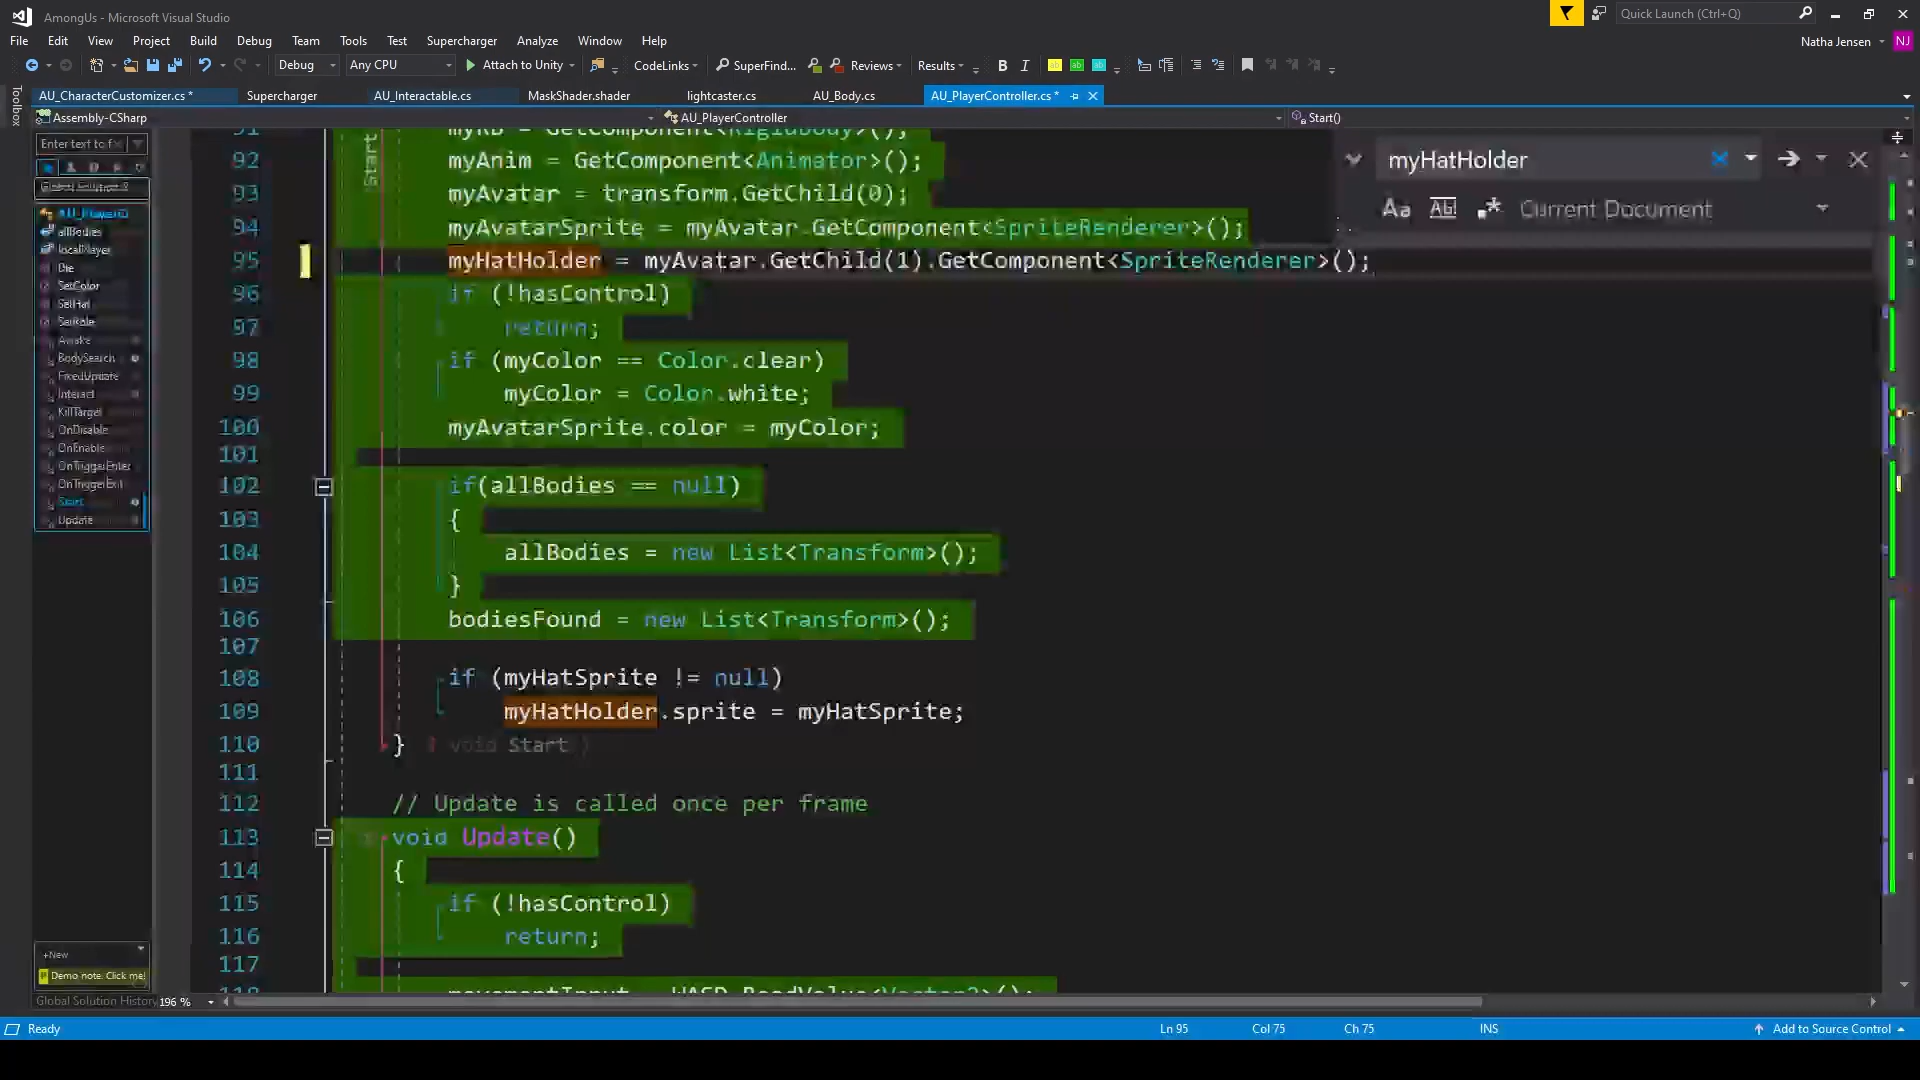 AmongUs - Microsoft Visual Studio
Quick Launch (Ctrl+Q)
File Edit View Project Build Debug Team Tools Test Supercharger Analyze Window Help
Natha Jensen NJ
Debug Any CPU Attach to Unity CodeLinks SuperFind... Reviews Results B I
Toolbox
AU_CharacterCustomizer.cs * Supercharger AU_Interactable.cs MaskShader.shader lightcaster.cs AU_Body.cs AU_PlayerController.cs *
Assembly-CSharp AU_PlayerController Start()
Enter text to f
myHatHolder
Aa Ab| .* Current Document
Start
allBodies
localPlayer
Die
SetColor
SetHat
SetRole
Awake
BodySearch
FixedUpdate
Interact
KillTarget
OnDisable
OnEnable
OnTriggerEnter
OnTriggerExit
Start
Update
91 myRB = GetComponent<Rigidbody>();
92 myAnim = GetComponent<Animator>();
93 myAvatar = transform.GetChild(0);
94 myAvatarSprite = myAvatar.GetComponent<SpriteRenderer>();
95 myHatHolder = myAvatar.GetChild(1).GetComponent<SpriteRenderer>();
96 if (!hasControl)
97 return;
98 if (myColor == Color.clear)
99 myColor = Color.white;
100 myAvatarSprite.color = myColor;
101
102 if(allBodies == null)
103 {
104 allBodies = new List<Transform>();
105 }
106 bodiesFound = new List<Transform>();
107
108 if (myHatSprite != null)
109 myHatHolder.sprite = myHatSprite;
110 } void Start
111
112 // Update is called once per frame
113 void Update()
114 {
115 if (!hasControl)
116 return;
117
118 movementInput = WASD.ReadValue<Vector2>();
+New
Demo note. Click me!
Global Solution History 196 %
Ready Ln 95 Col 75 Ch 75 INS Add to Source Control